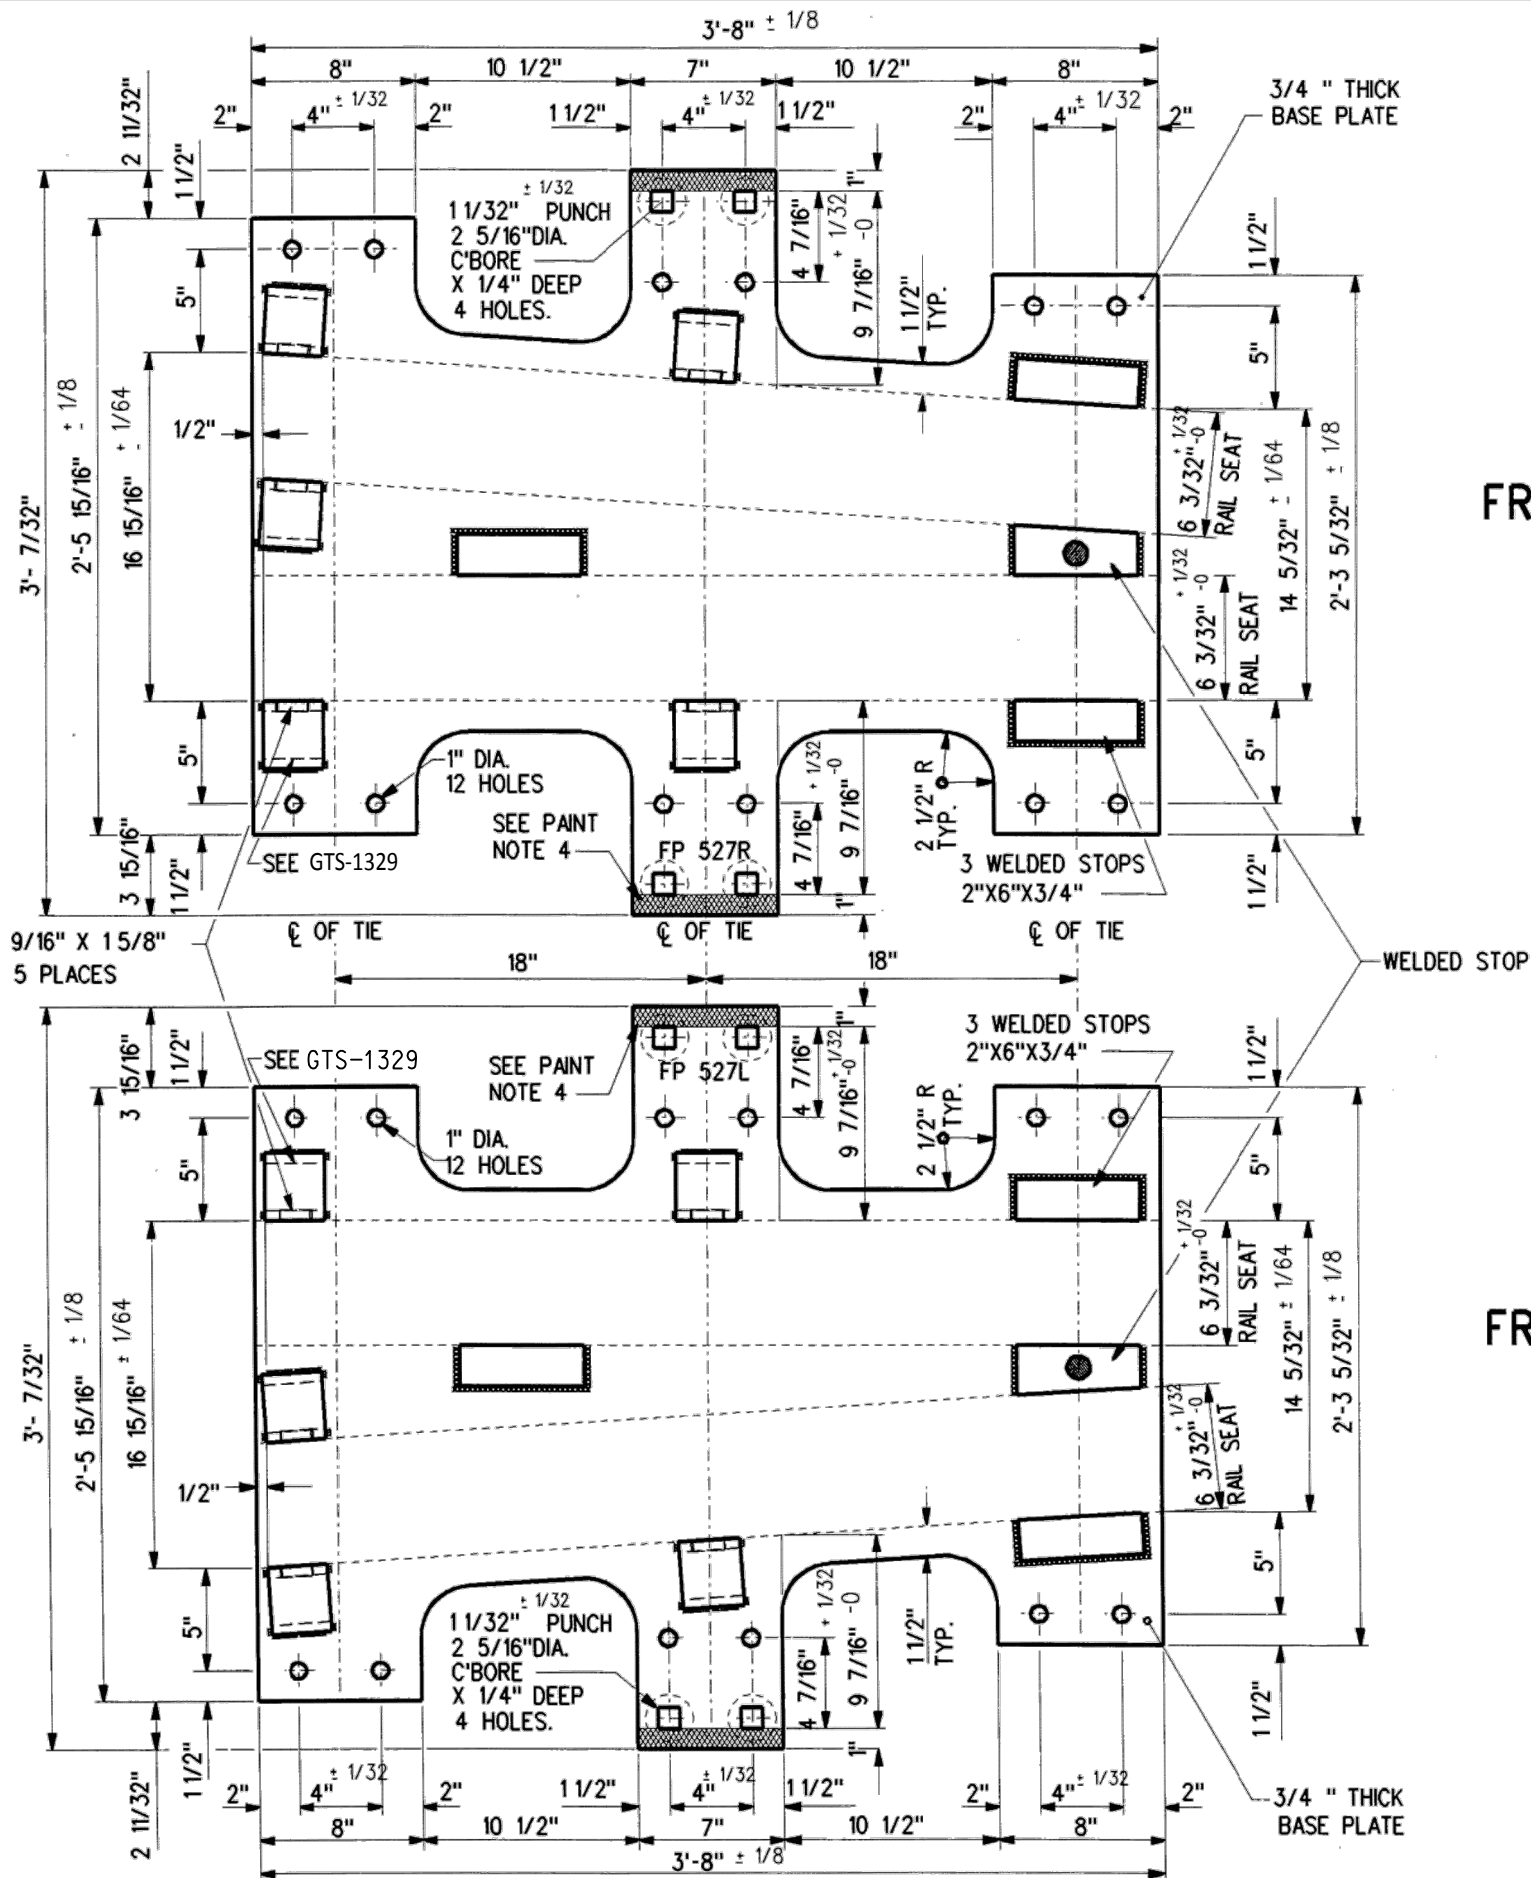 3'-8" ± 1/8
8"
10 1/2"
7"
10 1/2"
8"
2"
4" ± 1/32
2"
1 1/2"
4" ± 1/32
1 1/2"
2"
4" ± 1/32
2"
3/4 " THICK
BASE PLATE
2 11/32"
1 1/2"
± 1/32
1 1/32" PUNCH
2 5/16"DIA.
C'BORE
X 1/4" DEEP
4 HOLES.
1"
4 7/16"
9 7/16" + 1/32 -0
1 1/2"
TYP.
1 1/2"
5"
5"
3'- 7/32"
2'-5 15/16" ± 1/8
16 15/16" ± 1/64
1/2"
6 3/32" + 1/32 -0
RAIL SEAT
6 3/32" + 1/32 -0
RAIL SEAT
14 5/32" ± 1/64
2'-3 5/32" ± 1/8
FR
5"
1" DIA.
12 HOLES
SEE PAINT
NOTE 4
FP 527R
4 7/16"
9 7/16" + 1/32 -0
1"
2 1/2" R
TYP.
5"
3 WELDED STOPS
2"X6"X3/4"
1 1/2"
3 15/16"
1 1/2"
SEE GTS-1329
9/16" X 1 5/8"
5 PLACES
℄ OF TIE
℄ OF TIE
℄ OF TIE
18"
18"
WELDED STOP
3 15/16"
1 1/2"
SEE GTS-1329
SEE PAINT
NOTE 4
FP 527L
1"
4 7/16"
9 7/16" + 1/32 -0
3 WELDED STOPS
2"X6"X3/4"
2 1/2" R
TYP.
1 1/2"
1" DIA.
12 HOLES
5"
5"
3'- 7/32"
2'-5 15/16" ± 1/8
16 15/16" ± 1/64
1/2"
6 3/32" + 1/32 -0
RAIL SEAT
6 3/32" + 1/32 -0
RAIL SEAT
14 5/32" ± 1/64
2'-3 5/32" ± 1/8
FR
5"
± 1/32
1 1/32" PUNCH
2 5/16"DIA.
C'BORE
X 1/4" DEEP
4 HOLES.
4 7/16"
9 7/16" + 1/32 -0
1"
1 1/2"
TYP.
5"
1 1/2"
2 11/32"
1 1/2"
2"
4" ± 1/32
2"
1 1/2"
4" ± 1/32
1 1/2"
2"
4" ± 1/32
2"
3/4 " THICK
BASE PLATE
8"
10 1/2"
7"
10 1/2"
8"
3'-8" ± 1/8